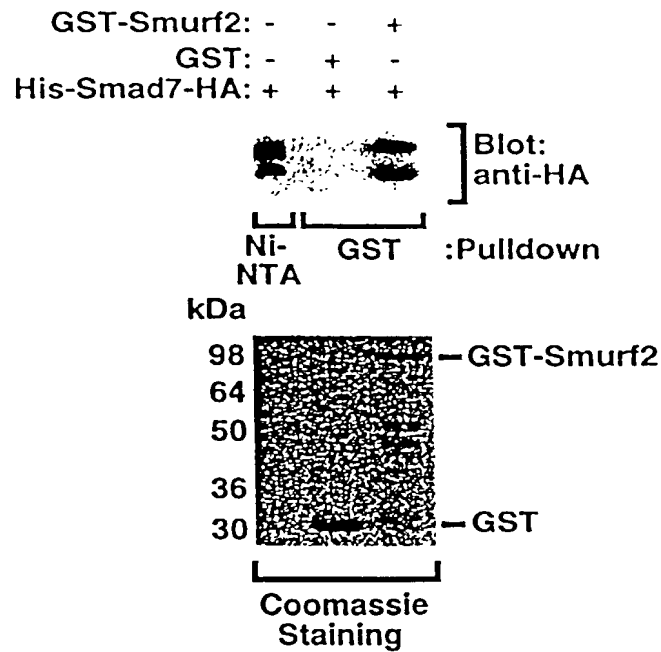 GST-Smurf2: - - +
GST: - + -
His-Smad7-HA: + + +
Blot:
anti-HA
Ni-
NTA
GST
:Pulldown
kDa
98
GST-Smurf2
64
50
36
30
GST
Coomassie
Staining